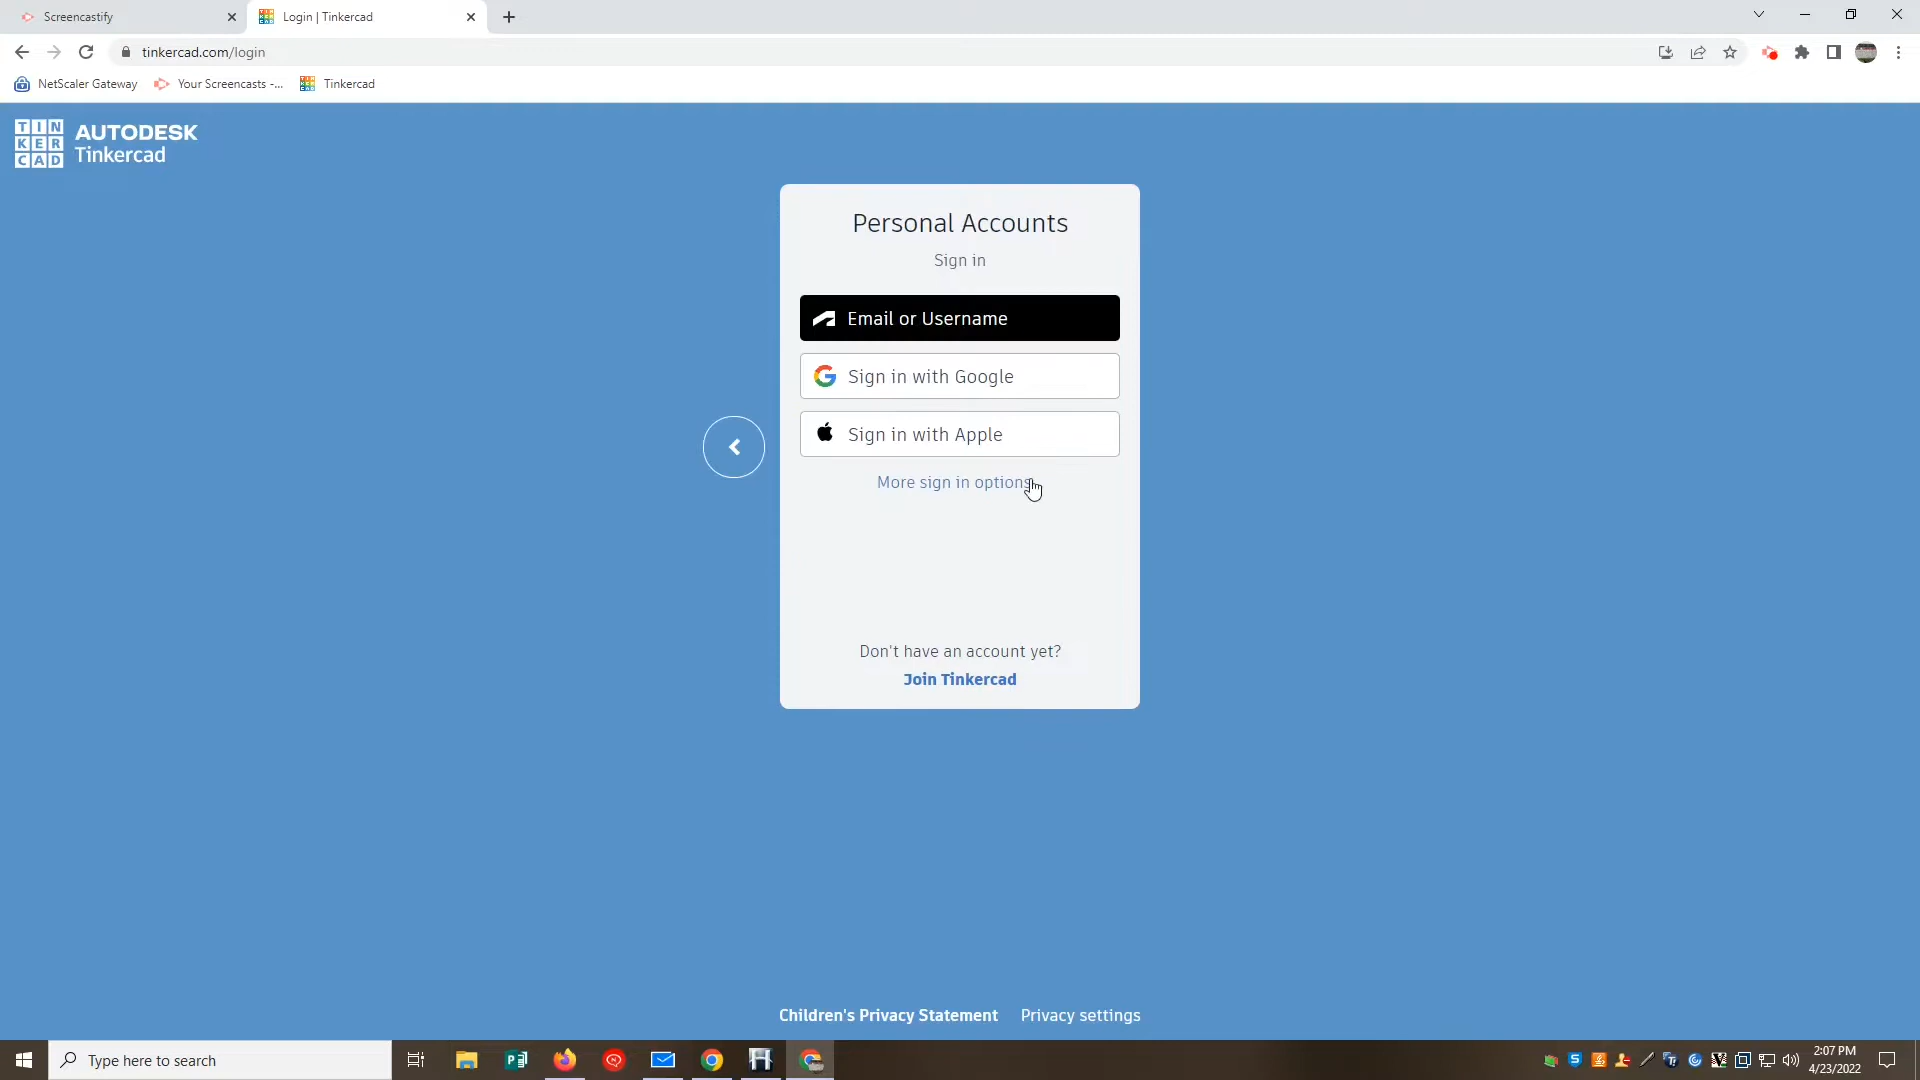 Screencastify
Login | Tinkercad
tinkercad.com/login
NetScaler Gateway
Your Screencasts -...
Tinkercad
TIN
KER
CAD
AUTODESK
Tinkercad
Personal Accounts
Sign in
Email or Username
Sign in with Google
Sign in with Apple
More sign in options
Don't have an account yet?
Join Tinkercad
Children's Privacy Statement
Privacy settings
Type here to search
2:07 PM
4/23/2022